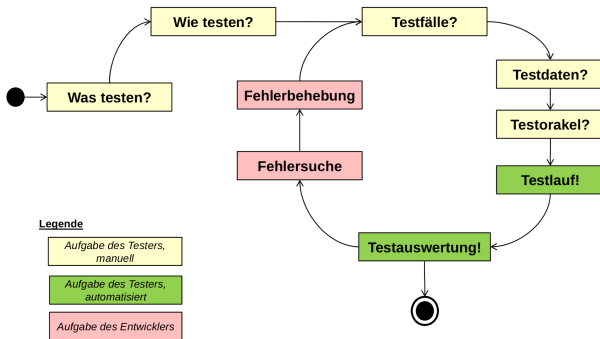 Wie testen?
Testfälle?
Was testen?
Fehlerbehebung
Testdaten?
Testorakel?
Fehlersuche
Testlauf!
Testauswertung!
Legende
Aufgabe des Testers,
manuell
Aufgabe des Testers,
automatisiert
Aufgabe des Entwicklers